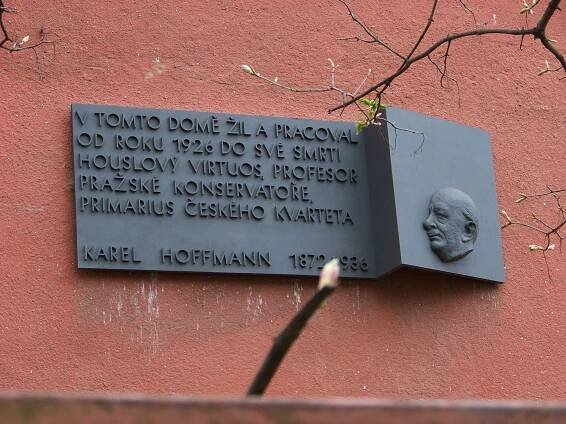 V TOMTO DOMĚ ŽIL A PRACOVAL
OD ROKU 1926 DO SVÉ SMRTI
HOUSLOVÝ VIRTUOS, PROFESOR
PRAŽSKÉ KONSERVATOŘE,
PRIMARIUS ČESKÉHO KVARTETA
KAREL HOFFMANN 1872-1936